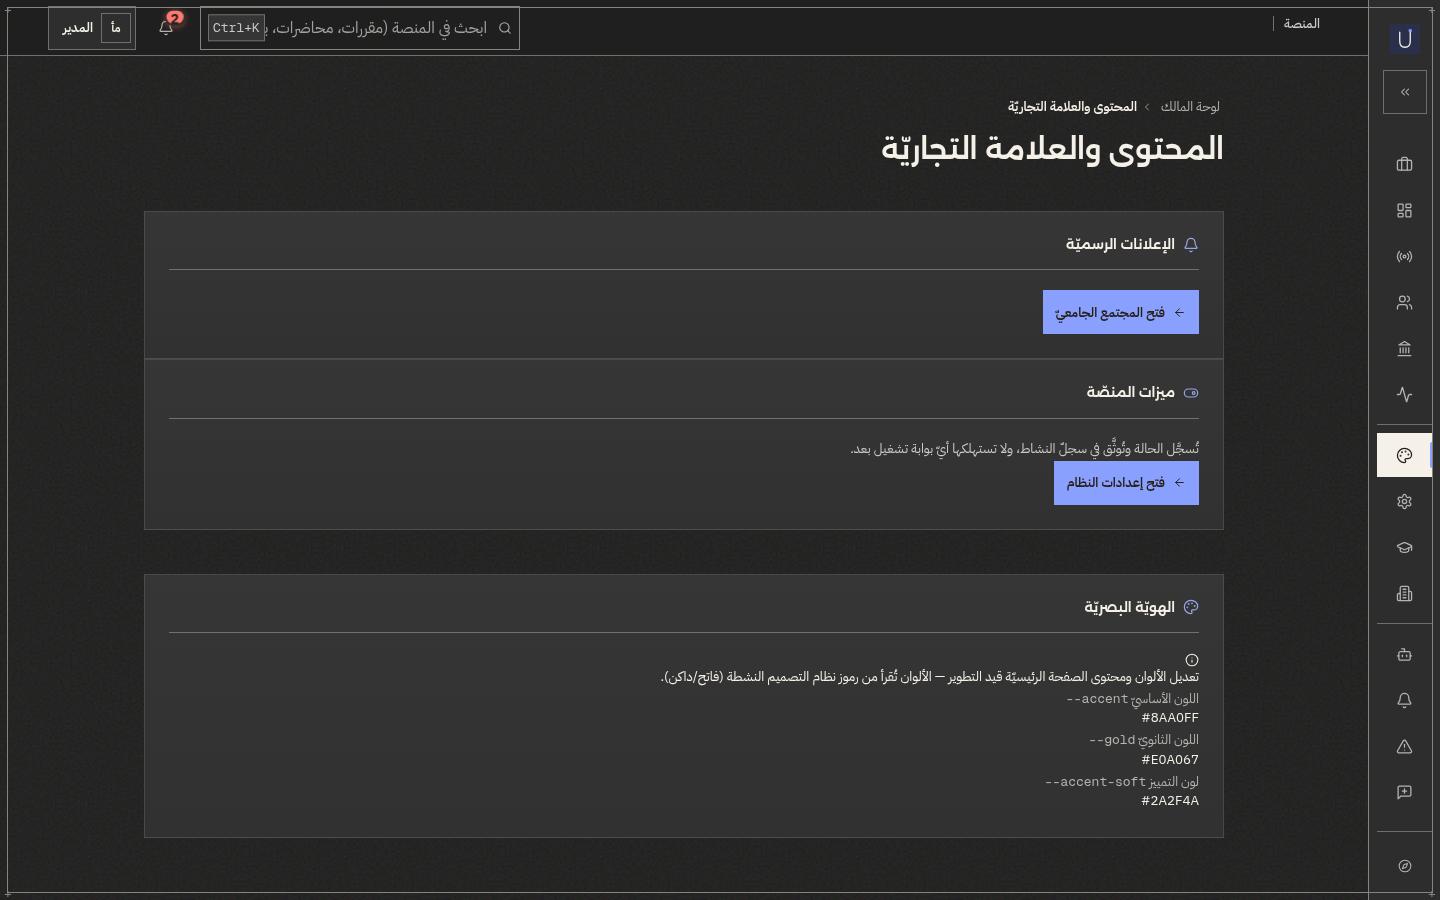 المنصة
ابحث في المنصة (مقررات، محاضرات، ب
Ctrl+K
2
مأ
المدير
لوحة المالك
المحتوى والعلامة التجاريّة
المحتوى والعلامة التجاريّة
الإعلانات الرسميّة
فتح المجتمع الجامعيّ
ميزات المنصّة
تُسجَّل الحالة وتُوثَّق في سجلّ النشاط، ولا تستهلكها أيّ بوابة تشغيل بعد.
فتح إعدادات النظام
الهويّة البصريّة
تعديل الألوان ومحتوى الصفحة الرئيسيّة قيد التطوير — الألوان تُقرأ من رموز نظام التصميم النشطة (فاتح/داكن).
اللون الأساسيّ --accent
#8AA0FF
اللون الثانويّ --gold
#E0A067
لون التمييز --accent-soft
#2A2F4A